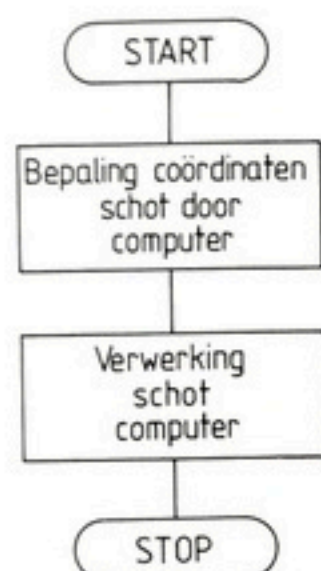 START
Bepaling coördinaten
schot door
computer
Verwerking
schot
computer
STOP